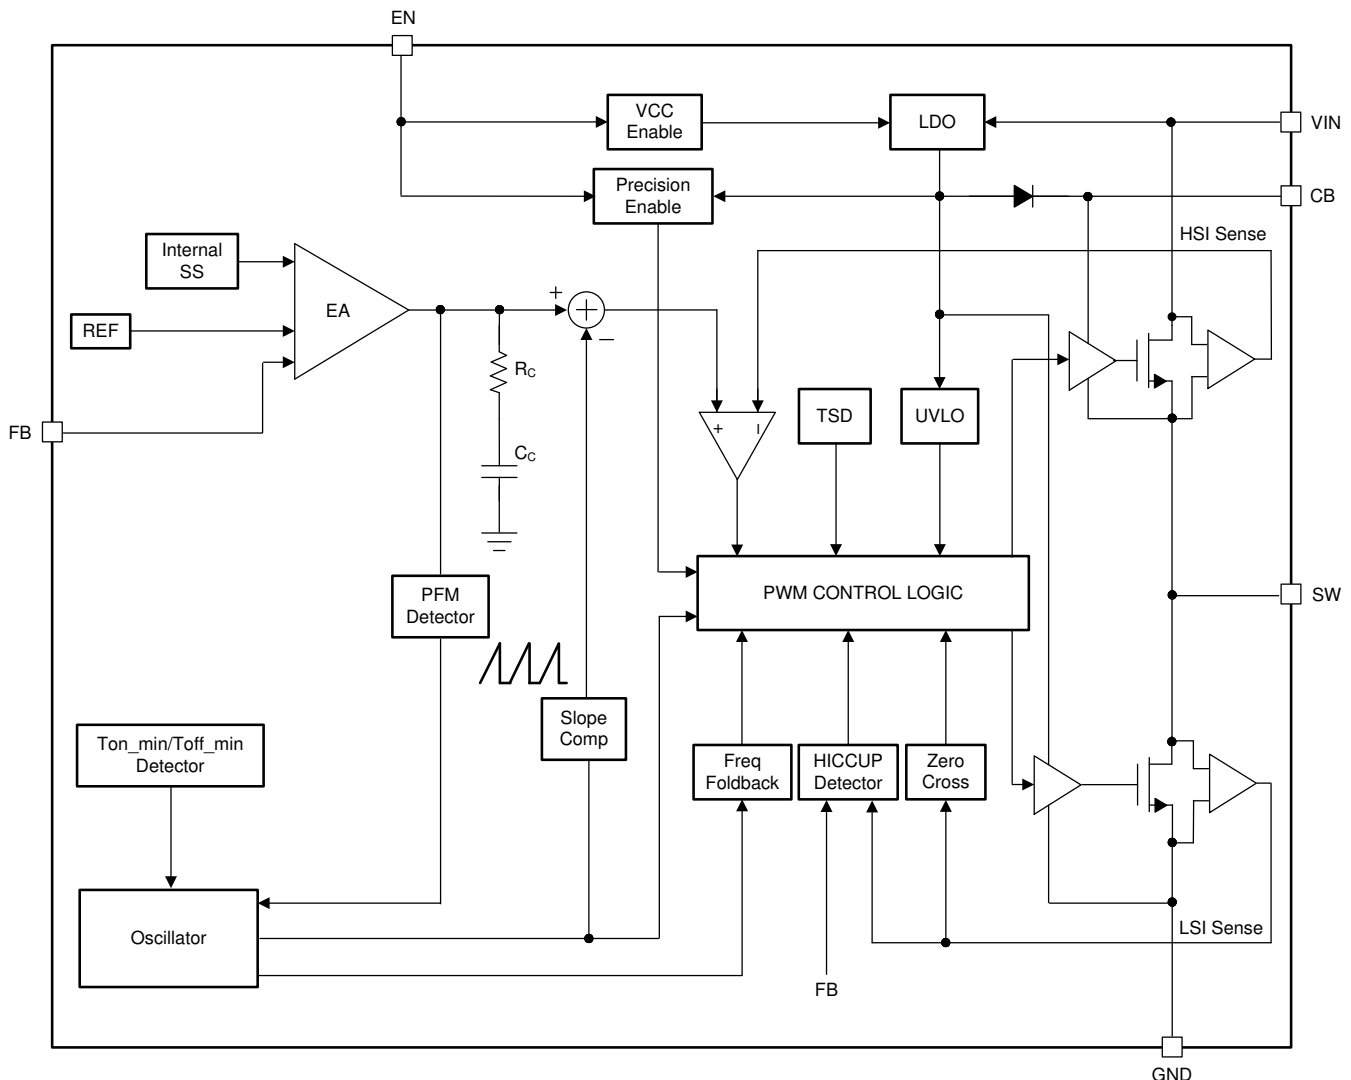 EN
VCC
Enable
LDO
VIN
Precision
Enable
CB
HSI Sense
Internal
SS
EA
+
+
−
REF
RC
FB
+
−
TSD
UVLO
CC
PFM
Detector
PWM CONTROL LOGIC
SW
Slope
Comp
Ton_min/Toff_min
Detector
Freq
Foldback
HICCUP
Detector
Zero
Cross
Oscillator
LSI Sense
FB
GND